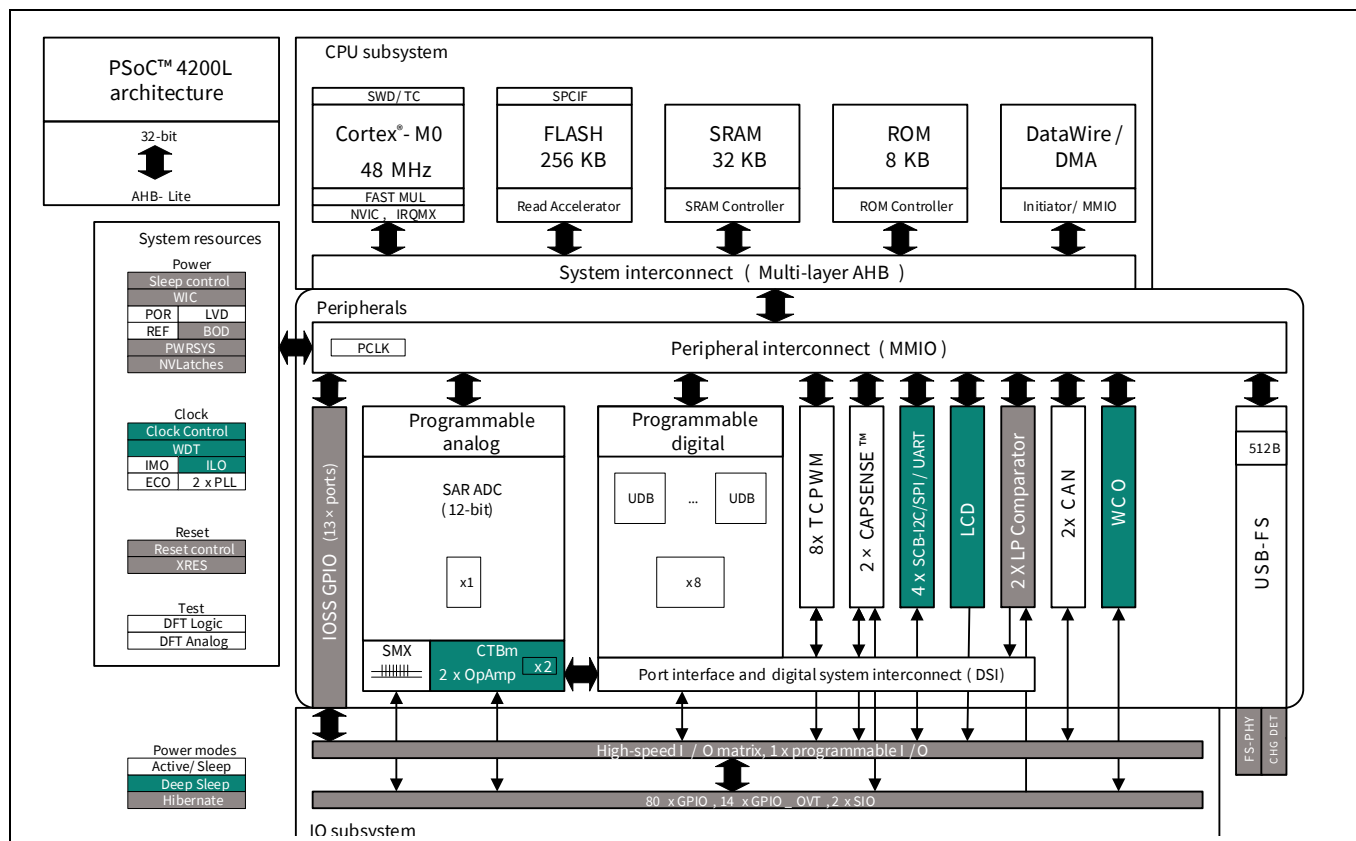 PSoC™ 4200L
architecture
32-bit
AHB- Lite
CPU subsystem
SWD/ TC
Cortex®- M0
48 MHz
FAST MUL
NVIC , IRQMX
SPCIF
FLASH
256 KB
Read Accelerator
SRAM
32 KB
SRAM Controller
ROM
8 KB
ROM Controller
DataWire /
DMA
Initiator/ MMIO
System interconnect ( Multi-layer AHB )
System resources
Power
Sleep control
WIC
POR LVD
REF BOD
PWRSYS
NVLatches
Clock
Clock Control
WDT
IMO ILO
ECO 2 x PLL
Reset
Reset control
XRES
Test
DFT Logic
DFT Analog
Peripherals
PCLK
Peripheral interconnect ( MMIO )
IOSS GPIO (13× ports)
Programmable
analog
SAR ADC
(12-bit)
x1
SMX
CTBm
2 x OpAmp
x2
Programmable
digital
UDB ... UDB
x8
Port interface and digital system interconnect ( DSI)
8x TCPWM
2 × CAPSENSE™
4 x SCB-I2C/SPI / UART
LCD
2 X LP Comparator
2x CAN
WCO
512B
USB-FS
FS-PHY
CHG DET
High-speed I / O matrix, 1 x programmable I / O
80 x GPIO , 14 x GPIO_OVT , 2 x SIO
IO subsystem
Power modes
Active/ Sleep
Deep Sleep
Hibernate